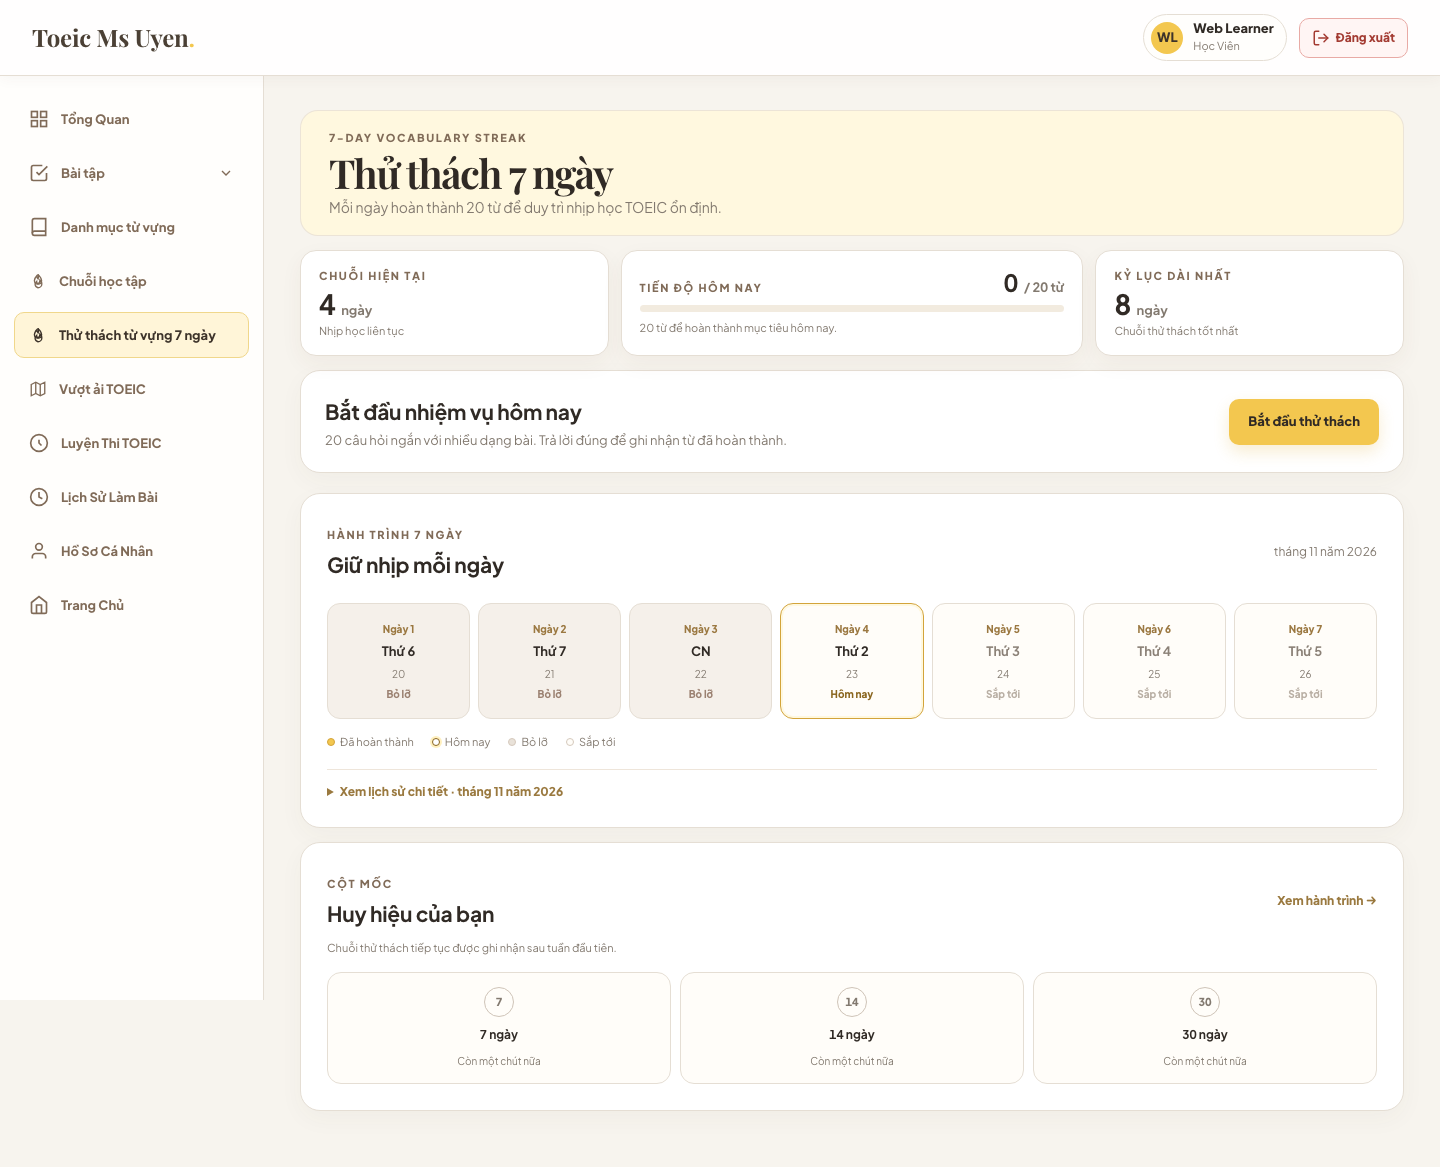 Toeic Ms Uyen.
WL
Web Learner
Học Viên
Đăng xuất
Tổng Quan
Bài tập
Danh mục từ vựng
Chuỗi học tập
Thử thách từ vựng 7 ngày
Vượt ải TOEIC
Luyện Thi TOEIC
Lịch Sử Làm Bài
Hồ Sơ Cá Nhân
Trang Chủ
7-DAY VOCABULARY STREAK
Thử thách 7 ngày
Mỗi ngày hoàn thành 20 từ để duy trì nhịp học TOEIC ổn định.
CHUỖI HIỆN TẠI
4 ngày
Nhịp học liên tục
TIẾN ĐỘ HÔM NAY
0 / 20 từ
20 từ để hoàn thành mục tiêu hôm nay.
KỶ LỤC DÀI NHẤT
8 ngày
Chuỗi thử thách tốt nhất
Bắt đầu nhiệm vụ hôm nay
20 câu hỏi ngắn với nhiều dạng bài. Trả lời đúng để ghi nhận từ đã hoàn thành.
Bắt đầu thử thách
HÀNH TRÌNH 7 NGÀY
Giữ nhịp mỗi ngày
tháng 11 năm 2026
Ngày 1
Thứ 6
20
Bỏ lỡ
Ngày 2
Thứ 7
21
Bỏ lỡ
Ngày 3
CN
22
Bỏ lỡ
Ngày 4
Thứ 2
23
Hôm nay
Ngày 5
Thứ 3
24
Sắp tới
Ngày 6
Thứ 4
25
Sắp tới
Ngày 7
Thứ 5
26
Sắp tới
Đã hoàn thành
Hôm nay
Bỏ lỡ
Sắp tới
Xem lịch sử chi tiết · tháng 11 năm 2026
CỘT MỐC
Huy hiệu của bạn
Xem hành trình →
Chuỗi thử thách tiếp tục được ghi nhận sau tuần đầu tiên.
7
7 ngày
Còn một chút nữa
14
14 ngày
Còn một chút nữa
30
30 ngày
Còn một chút nữa